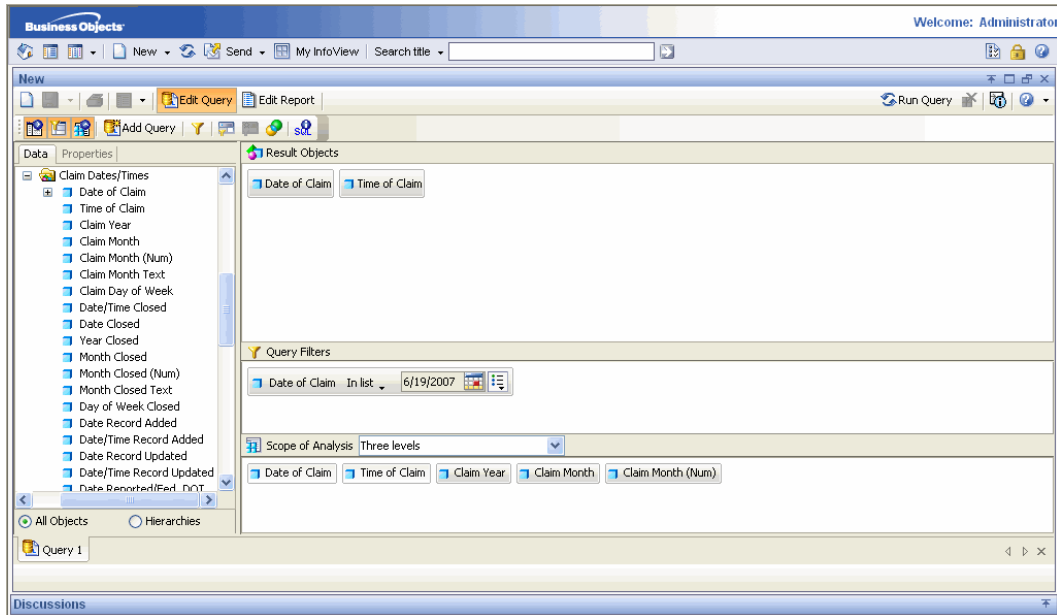 Business Objects
Welcome: Administrator
New Send My InfoView Search title
New
Edit Query Edit Report Run Query
Add Query SQL
Data Properties
Result Objects
Claim Dates/Times
Date of Claim Time of Claim
Date of Claim
Time of Claim
Claim Year
Claim Month
Claim Month (Num)
Claim Month Text
Claim Day of Week
Date/Time Closed
Date Closed
Year Closed
Month Closed
Month Closed (Num)
Month Closed Text
Day of Week Closed
Date Record Added
Date/Time Record Added
Date Record Updated
Date/Time Record Updated
Date Reported/Fed. DOT
Query Filters
Date of Claim In list 6/19/2007
Scope of Analysis Three levels
Date of Claim Time of Claim Claim Year Claim Month Claim Month (Num)
All Objects Hierarchies
Query 1
Discussions